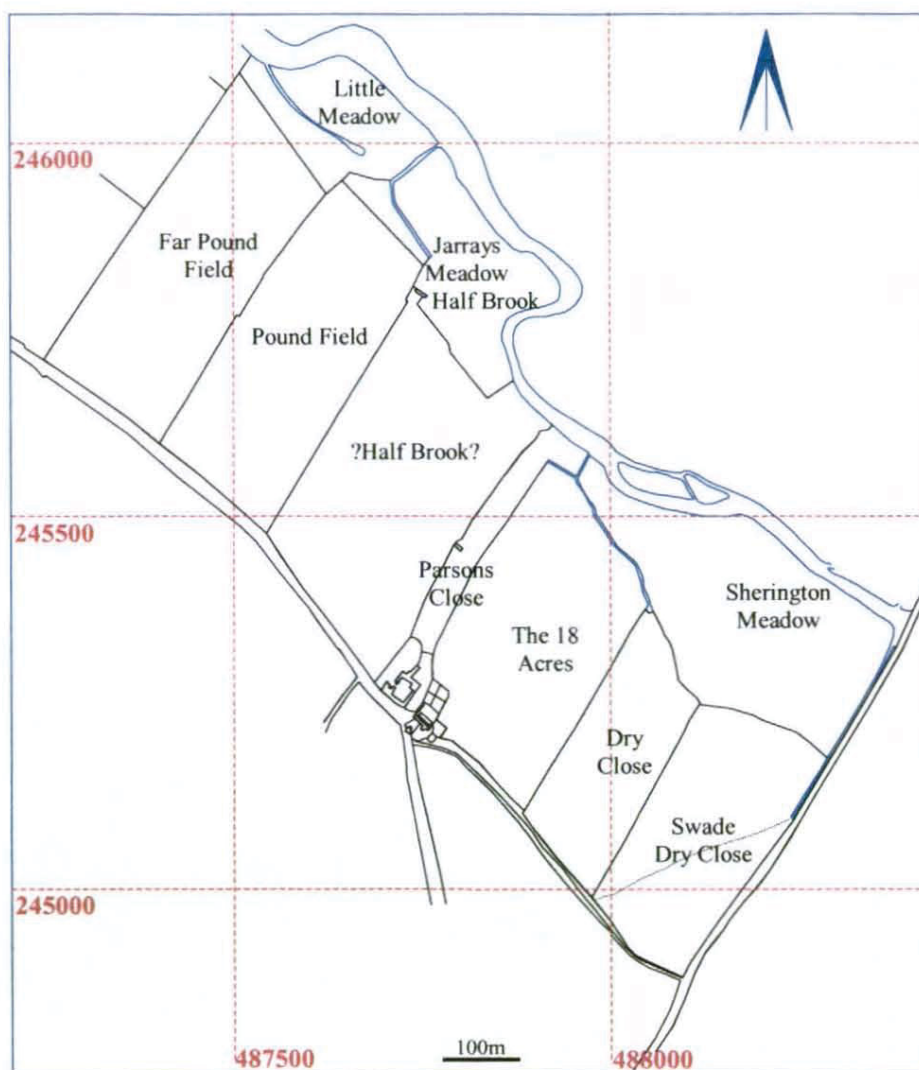 Little
Meadow
246000
Far Pound
Field
Jarrays
Meadow
Half Brook
Pound Field
?Half Brook?
245500
Parsons
Close
Sherington
Meadow
The 18
Acres
Dry
Close
Swade
Dry Close
245000
487500
100m
488000